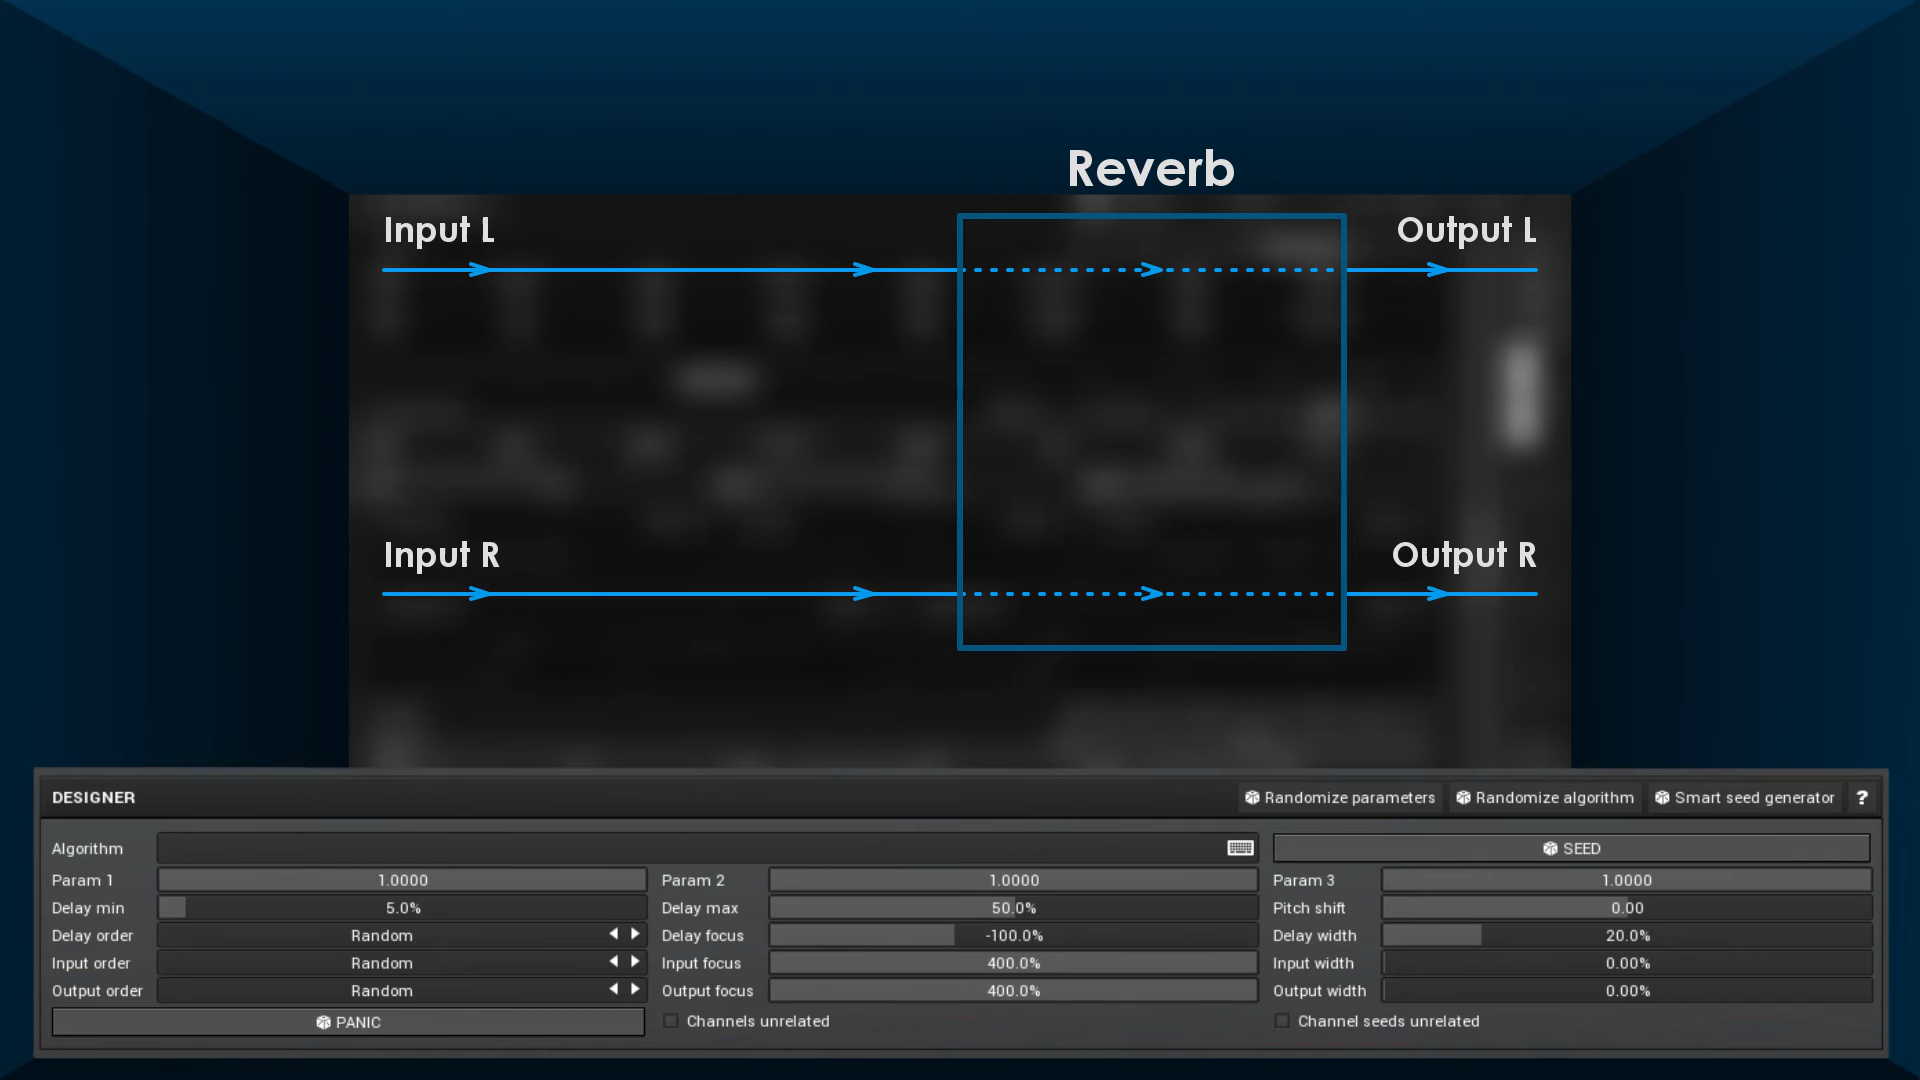 Reverb
Input L
Output L
Input R
Output R
DESIGNER
Randomize parameters
Randomize algorithm
Smart seed generator
?
Algorithm
SEED
Param 1 1.0000
Param 2 1.0000
Param 3 1.0000
Delay min 5.0%
Delay max 50.0%
Pitch shift 0.00
Delay order Random
Delay focus -100.0%
Delay width 20.0%
Input order Random
Input focus 400.0%
Input width 0.00%
Output order Random
Output focus 400.0%
Output width 0.00%
PANIC
Channels unrelated
Channel seeds unrelated